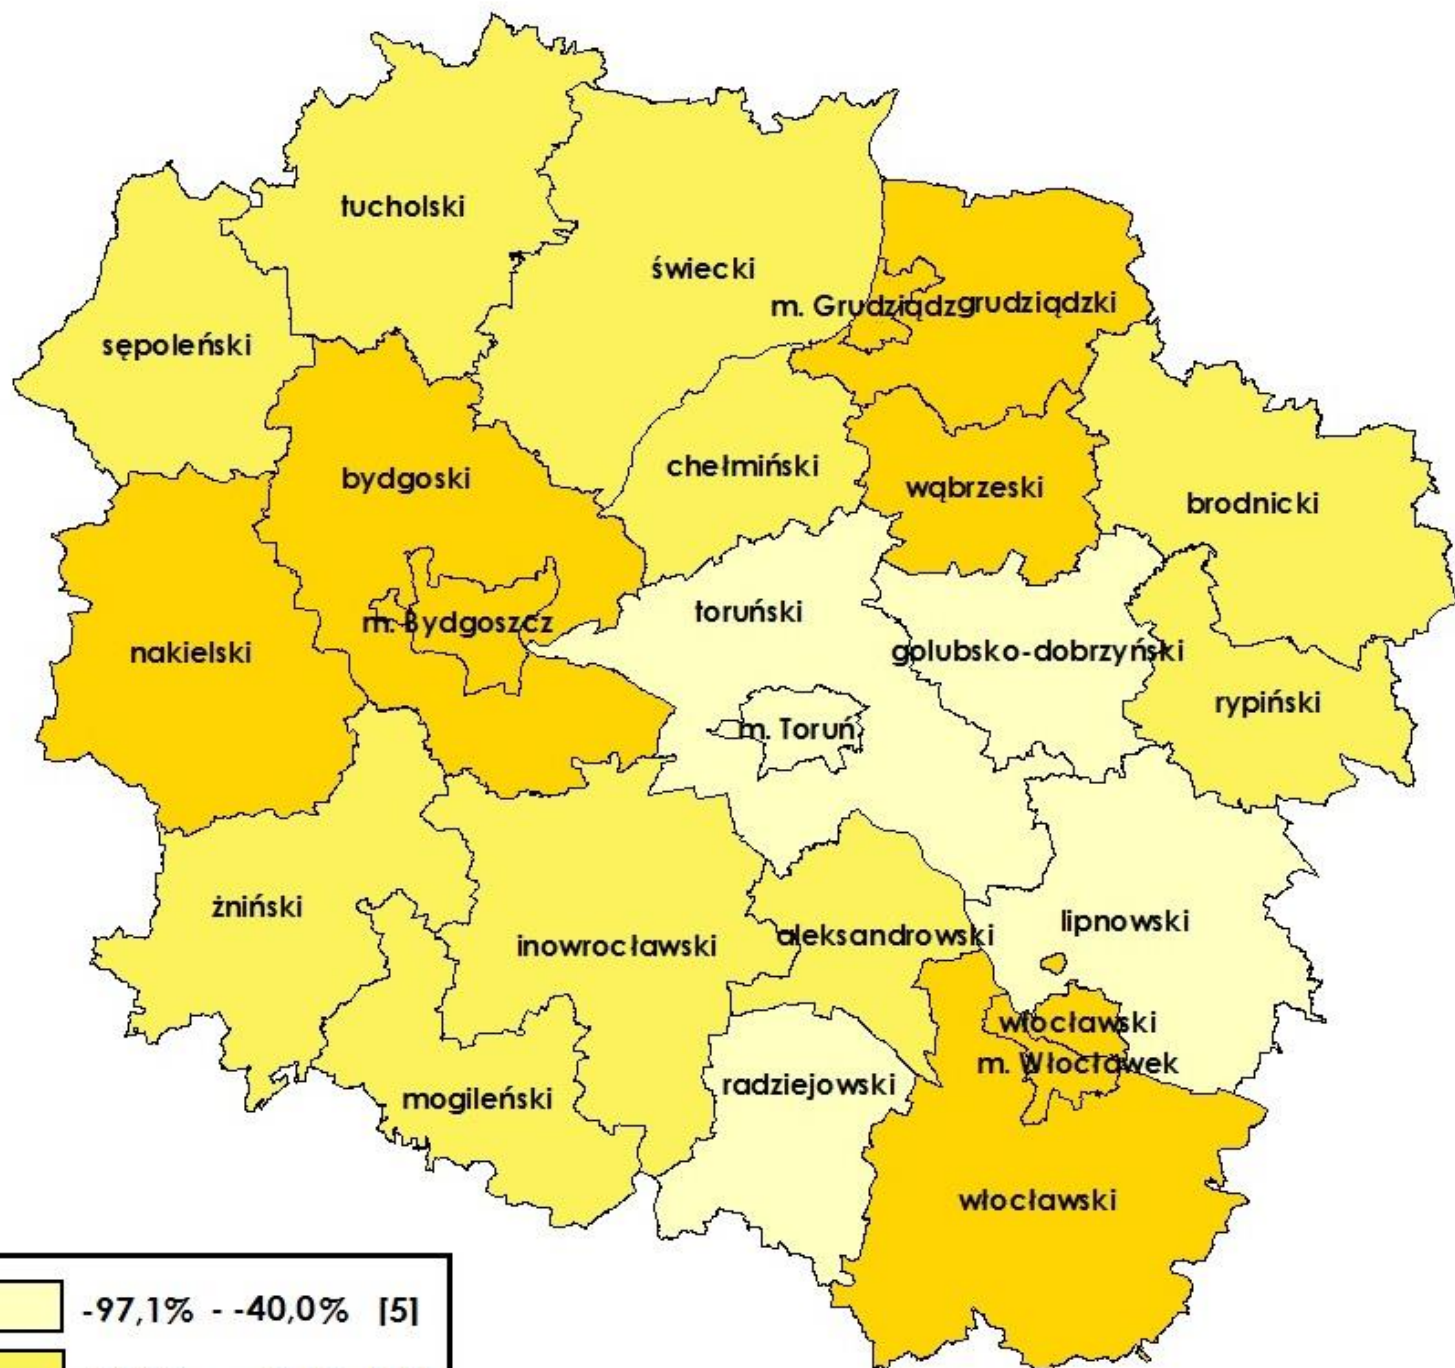 tucholski
świecki
sępoleński
m. Grudziądz
grudziądzki
bydgoski
chełmiński
wąbrzeski
brodnicki
nakielski
m. Bydgoszcz
toruński
golubsko-dobrzyński
rypiński
m. Toruń
żniński
inowrocławski
aleksandrowski
lipnowski
włocławski
m. Włocławek
mogileński
radziejowski
włocławski
-97,1% - -40,0% [5]